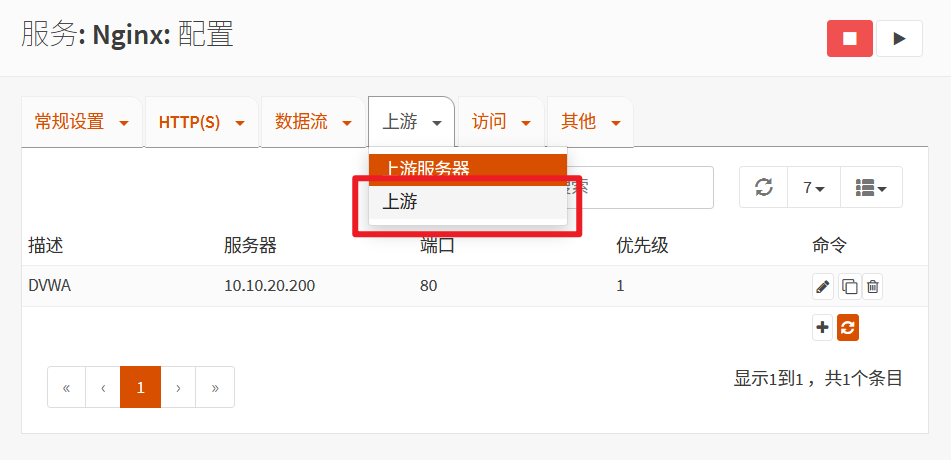 服务: Nginx: 配置
常规设置 HTTP(S) 数据流 上游 访问 其他
上游服务器
搜索 7
上游
描述 服务器 端口 优先级 命令
DVWA 10.10.20.200 80 1
« ‹ 1 › »
显示1到1 ，共1个条目